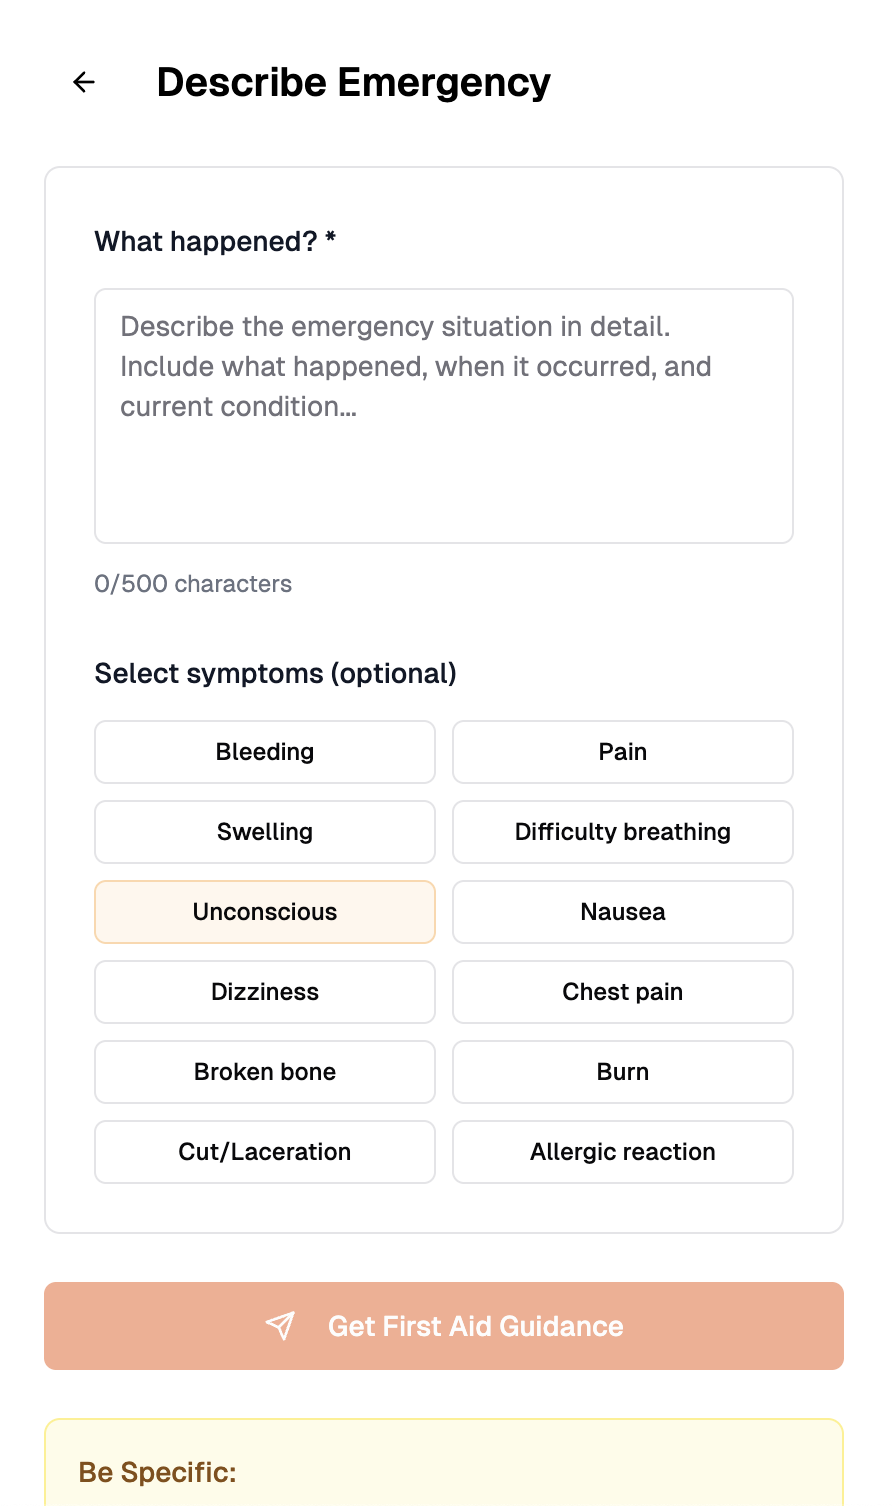 Describe Emergency
What happened? *
Describe the emergency situation in detail.
Include what happened, when it occurred, and
current condition...
0/500 characters
Select symptoms (optional)
Bleeding
Pain
Swelling
Difficulty breathing
Unconscious
Nausea
Dizziness
Chest pain
Broken bone
Burn
Cut/Laceration
Allergic reaction
Get First Aid Guidance
Be Specific: